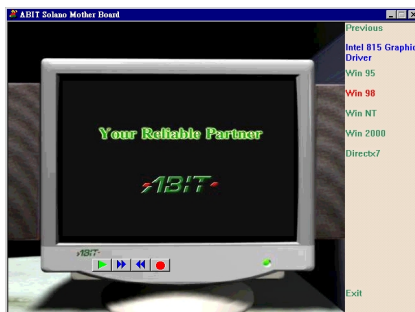 ABIT Solano Mother Board
Previous
Intel 815 Graphic
Driver
Win 95
Win 98
Win NT
Win 2000
Directx7
Your Reliable Partner
ABIT
ABIT
Exit